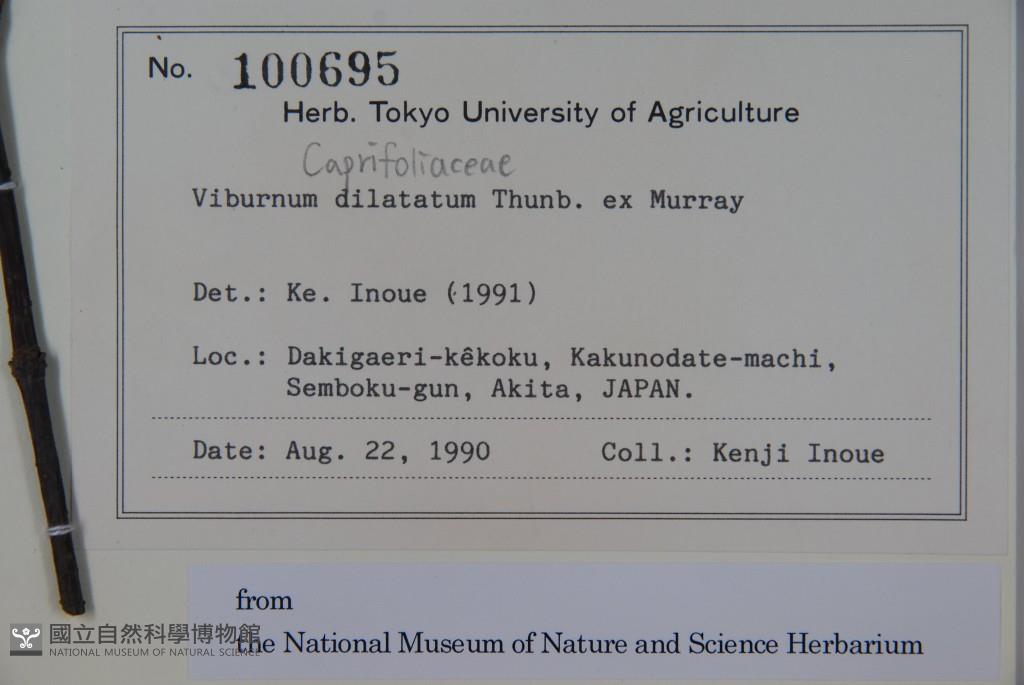 No. 100695
Herb. Tokyo University of Agriculture
Caprifoliaceae
Viburnum dilatatum Thunb. ex Murray
Det.: Ke. Inoue (1991)
Loc.: Dakigaeri-kêkoku, Kakunodate-machi,
Semboku-gun, Akita, JAPAN.
Date: Aug. 22, 1990 Coll.: Kenji Inoue
from
the National Museum of Nature and Science Herbarium
國立自然科學博物館
NATIONAL MUSEUM OF NATURAL SCIENCE